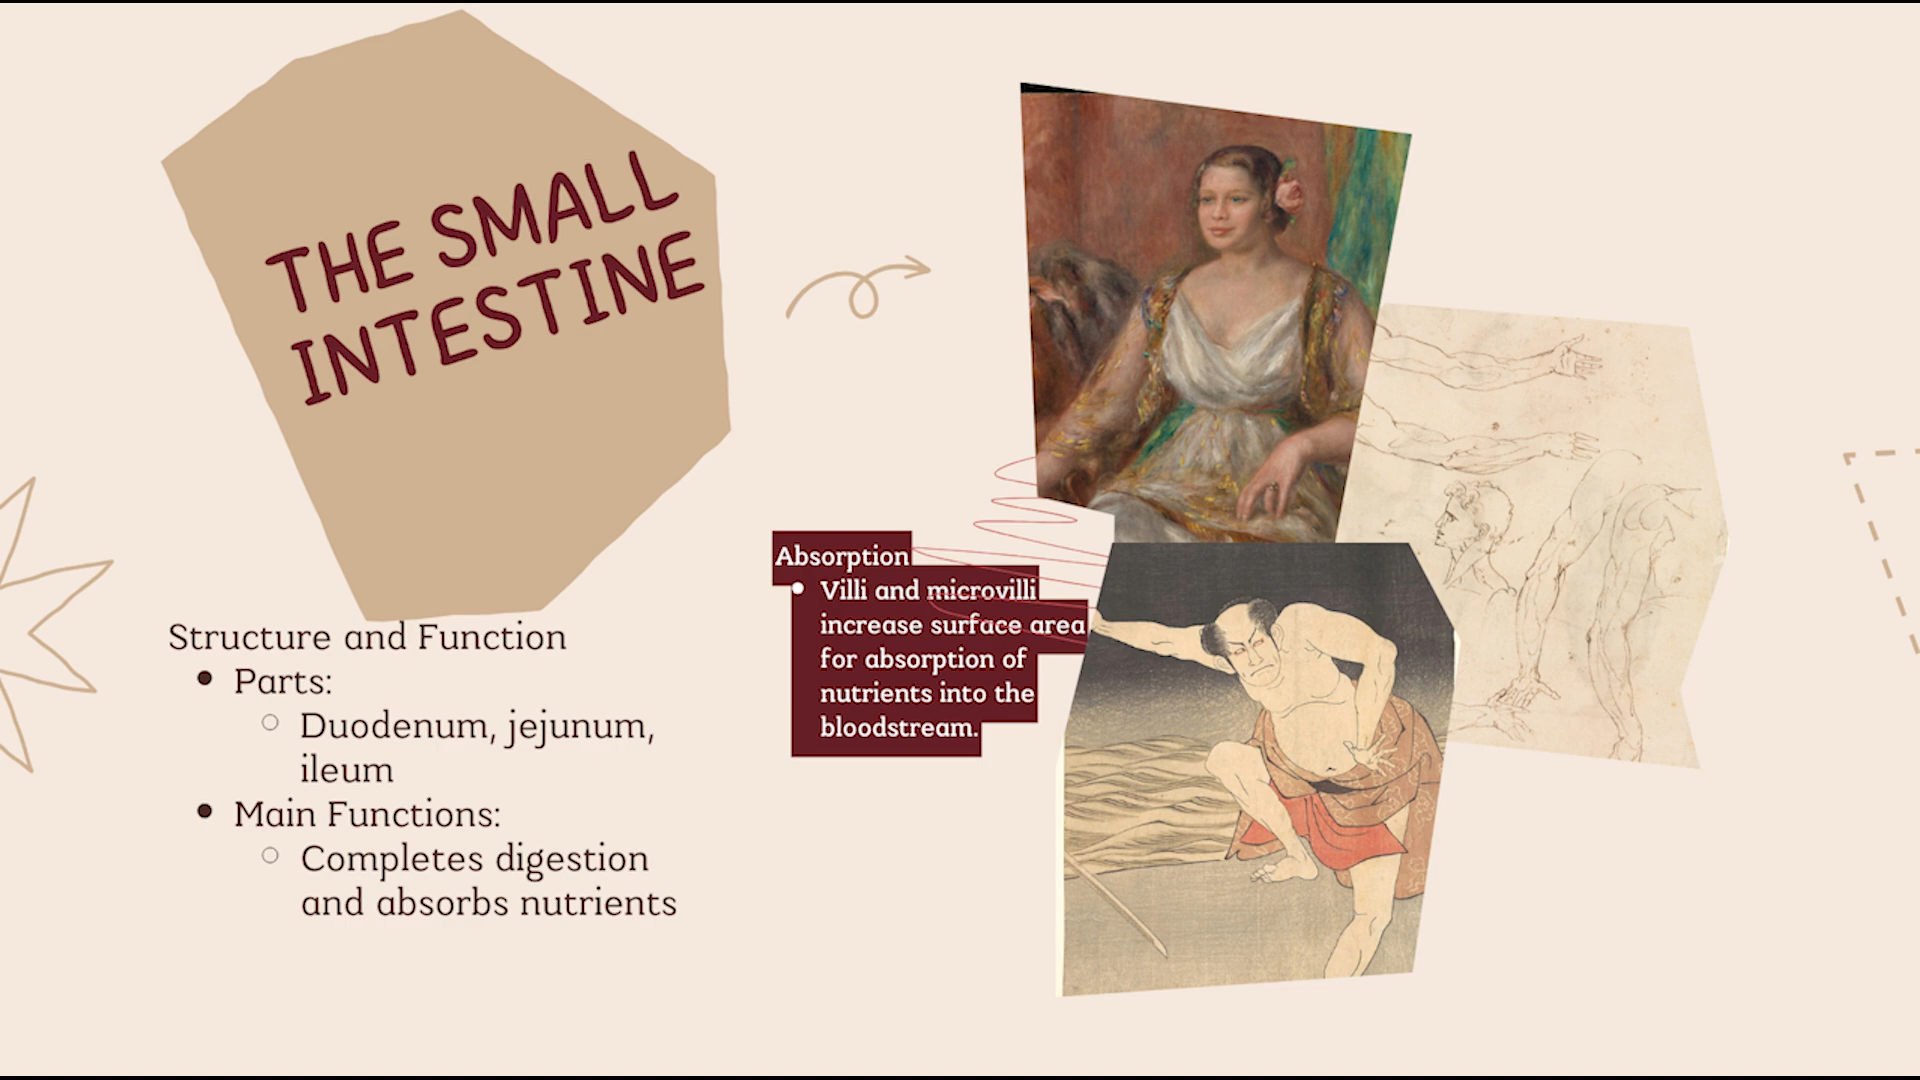 THE SMALL
INTESTINE
Structure and Function
• Parts:
○ Duodenum, jejunum,
ileum
• Main Functions:
○ Completes digestion
and absorbs nutrients
Absorption
• Villi and microvilli
increase surface area
for absorption of
nutrients into the
bloodstream.